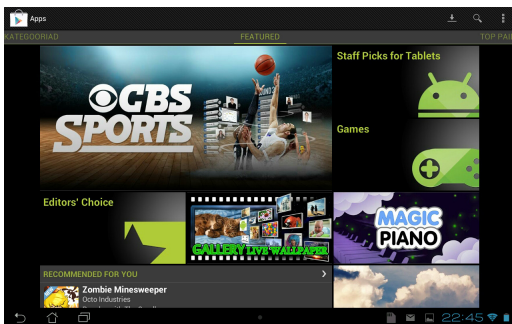 Apps
KATEGOORIAD
FEATURED
TOP PAI
CBS
SPORTS
Staff Picks for Tablets
Games
Editors' Choice
GALLERY LIVE WALLPAPER
MAGIC
PIANO
RECOMMENDED FOR YOU
Zombie Minesweeper
Octo Industries
22:45